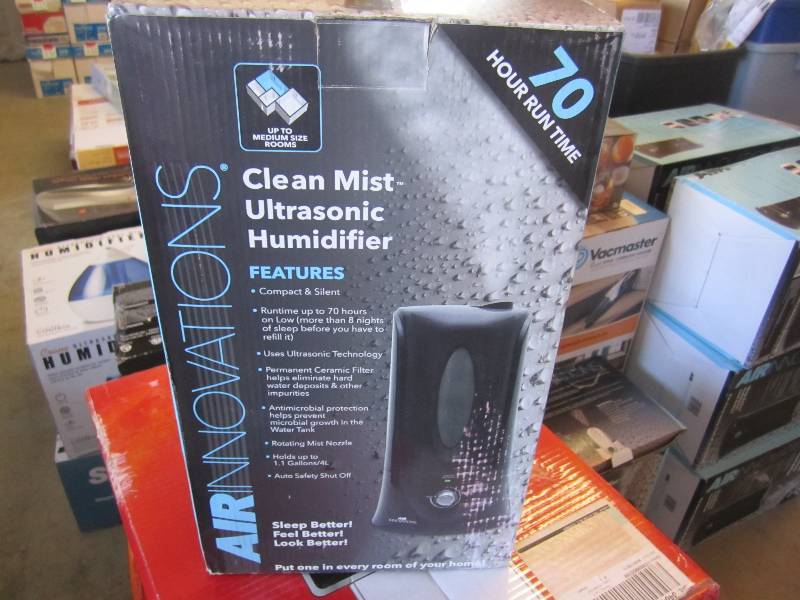 70
HOUR RUN TIME
UP TO
MEDIUM SIZE
ROOMS
AIRINNOVATIONS®
Clean Mist™
Ultrasonic
Humidifier
FEATURES
• Compact & Silent
• Runtime up to 70 hours
on Low (more than 8 nights
of sleep before you have to
refill it)
• Uses Ultrasonic Technology
• Permanent Ceramic Filter
helps eliminate hard
water deposits & other
impurities
• Antimicrobial protection
helps prevent
microbial growth in the
Water Tank
• Rotating Mist Nozzle
• Holds up to
1.1 Gallons/4L
• Auto Safety Shut Off
Sleep Better!
Feel Better!
Look Better!
Put one in every room of your home!
HUMIDIFIER
HUMI
Vacmaster